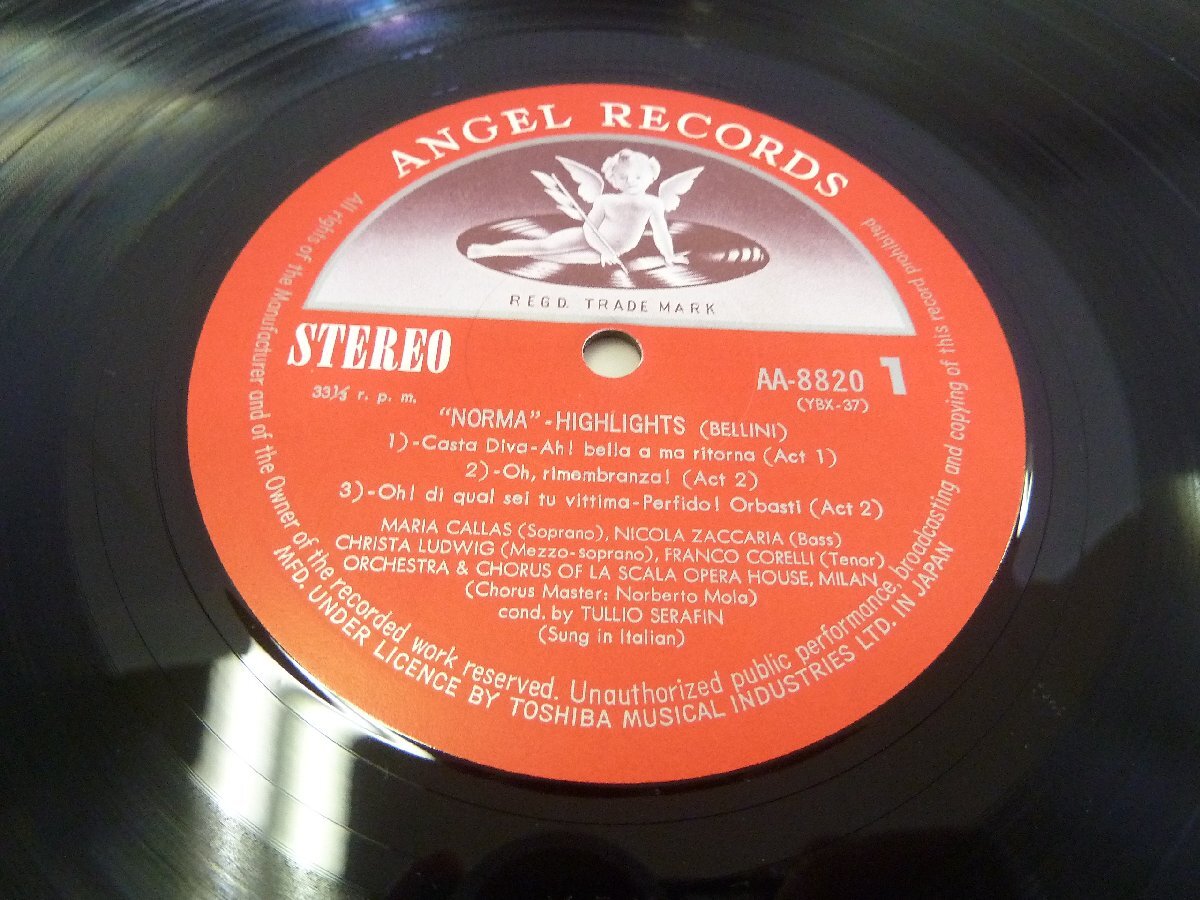 ANGEL RECORDS
REGD. TRADE MARK
STEREO
33⅓ r. p. m.
AA-8820 1
(YBX-37)
"NORMA"-HIGHLIGHTS (BELLINI)
1)-Casta Diva-Ah! bella a ma ritorna (Act 1)
2)-Oh, rimembranza! (Act 2)
3)-Oh! di qual sei tu vittima-Perfido! Orbasti (Act 2)
MARIA CALLAS (Soprano), NICOLA ZACCARIA (Bass)
CHRISTA LUDWIG (Mezzo-soprano), FRANCO CORELLI (Tenor)
ORCHESTRA & CHORUS OF LA SCALA OPERA HOUSE, MILAN
(Chorus Master: Norberto Mola)
cond. by TULLIO SERAFIN
(Sung in Italian)
All rights of the Manufacturer and of the Owner of the recorded work reserved. Unauthorized public performance, broadcasting and copying of this record prohibited
MFD. UNDER LICENCE BY TOSHIBA MUSICAL INDUSTRIES LTD. IN JAPAN